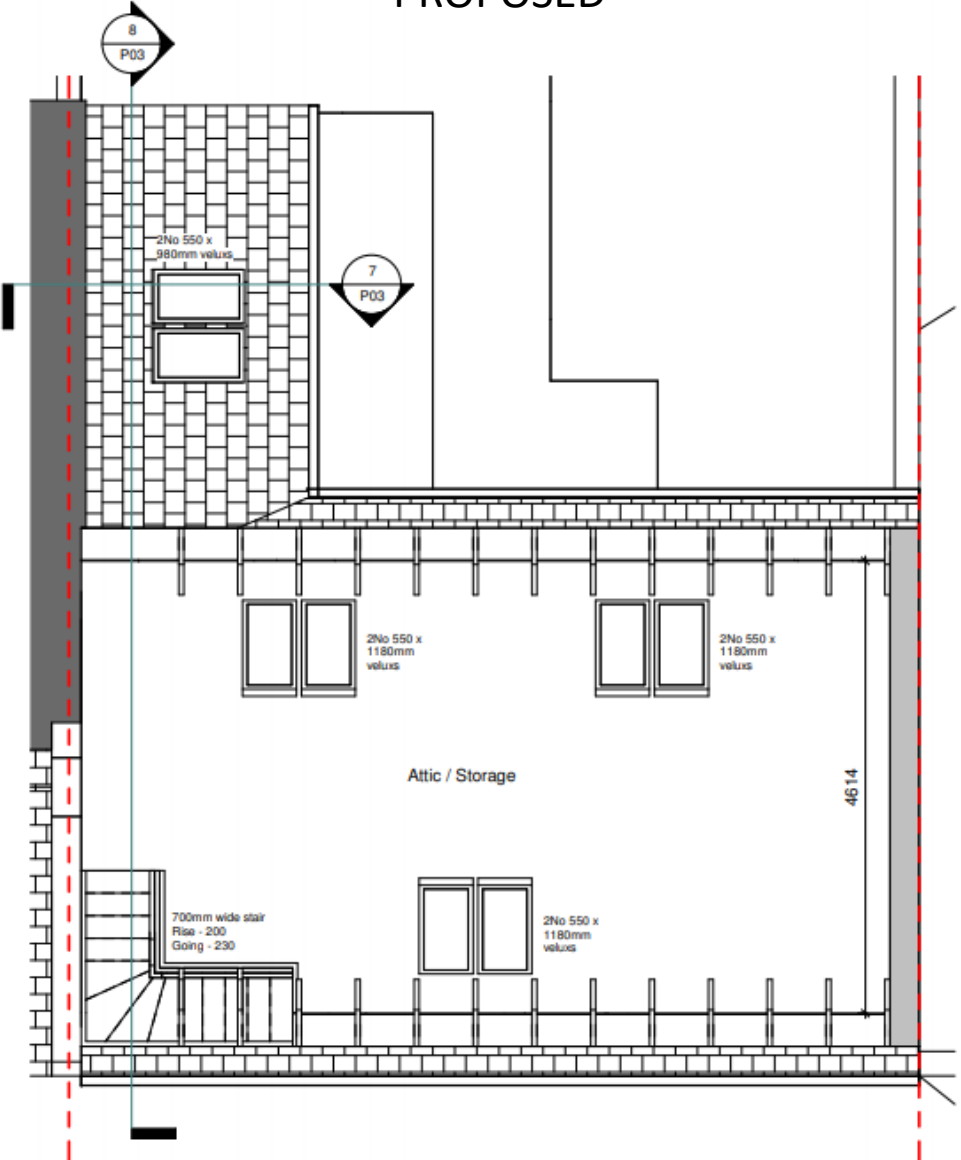 PROPOSED
8
P03
2No 550 x
980mm veluxs
7
P03
2No 550 x
1180mm
veluxs
2No 550 x
1180mm
veluxs
Attic / Storage
4614
700mm wide stair
Rise - 200
Going - 230
2No 550 x
1180mm
veluxs